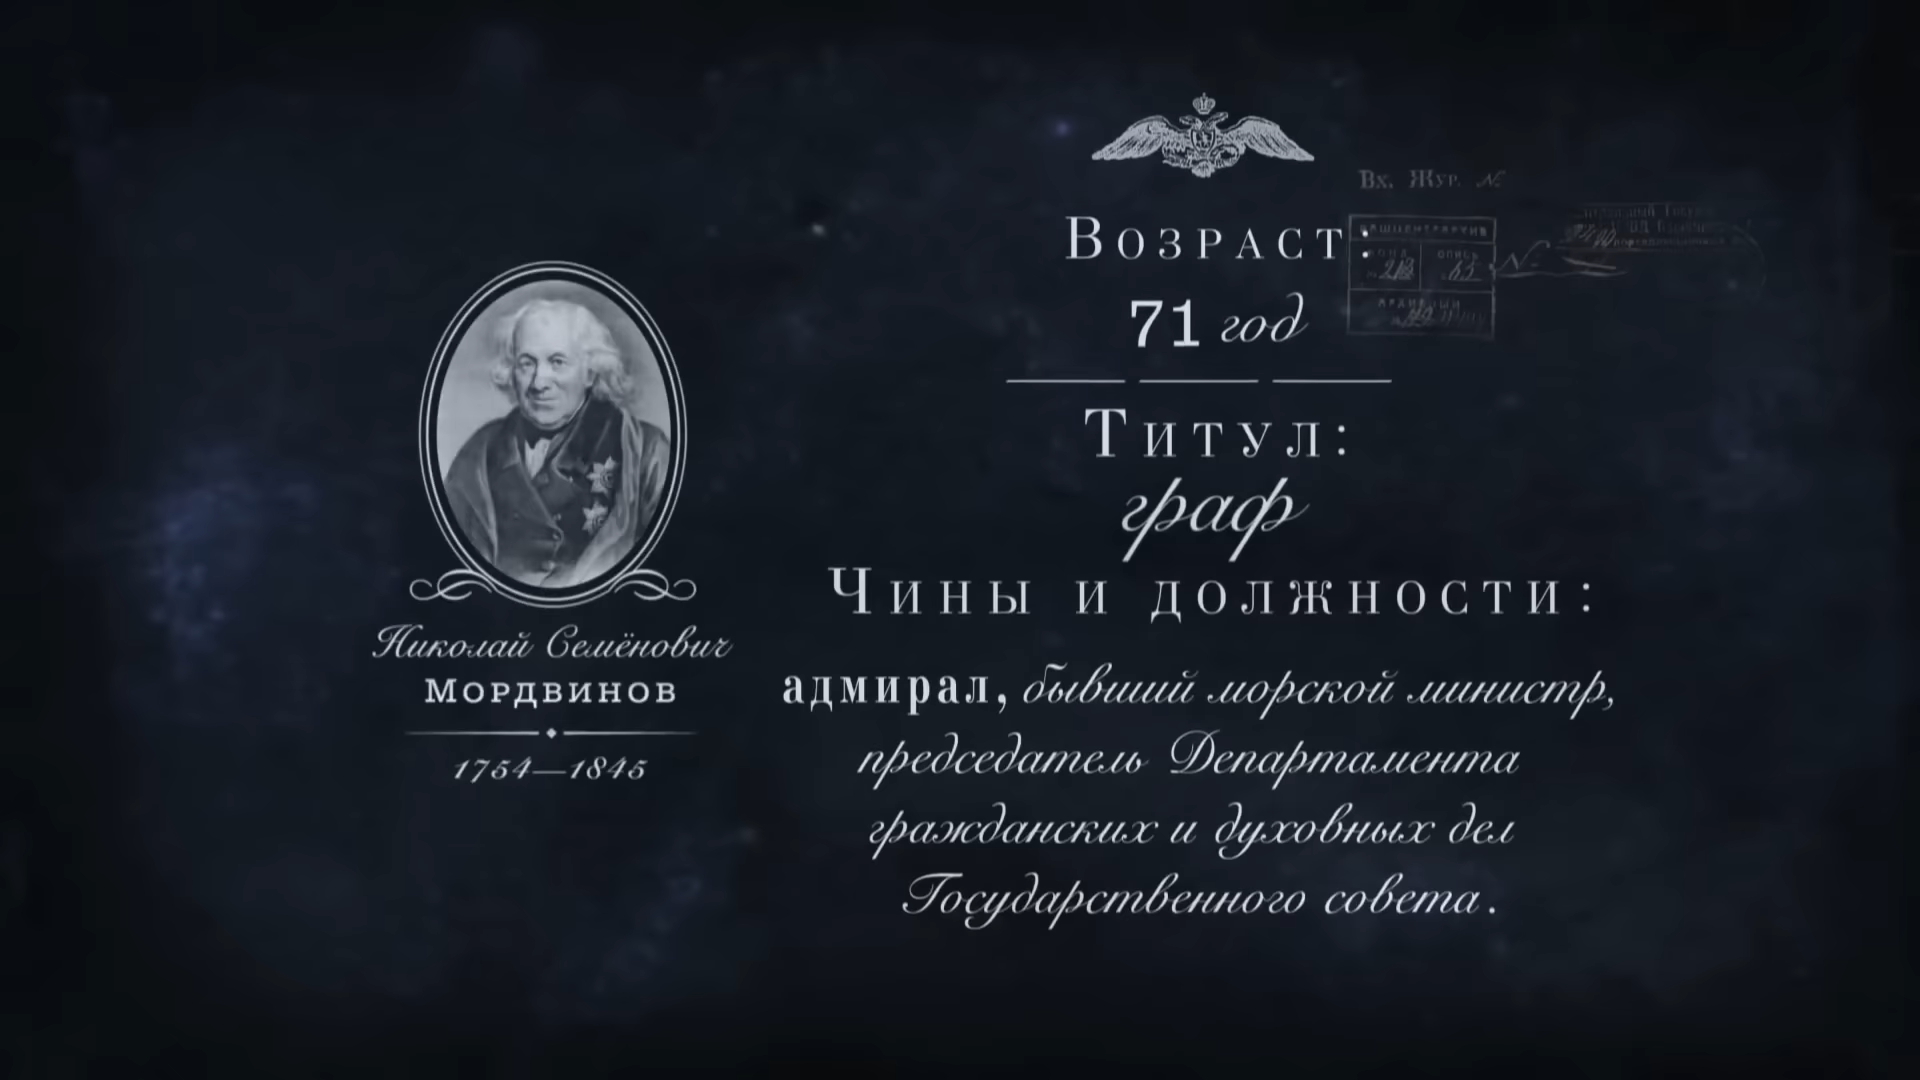 Николай Семёнович
Мордвинов
1754—1845
Вх. Жур. №
Возраст:
71 год
Титул:
граф
Чины и должности:
адмирал, бывший морской министр,
председатель Департамента
гражданских и духовных дел
Государственного совета.